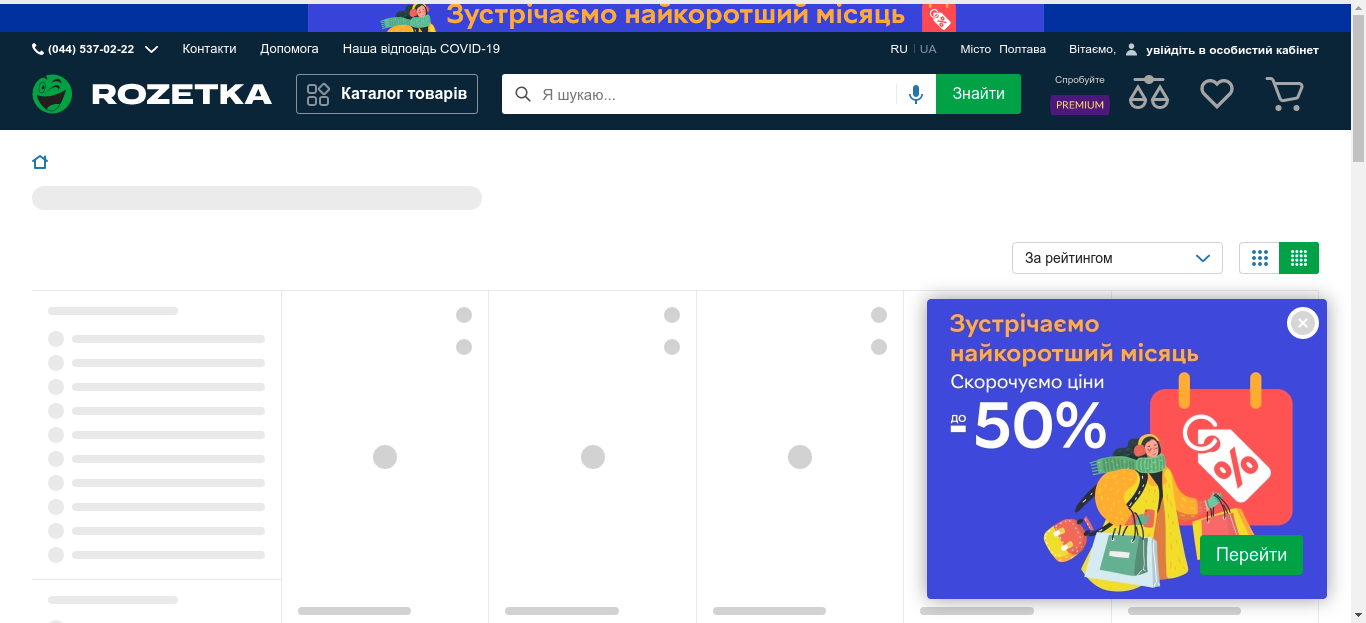 Зустрічаємо найкоротший місяць
(044) 537-02-22 Контакти Допомога Наша відповідь COVID-19 RU UA Місто Полтава Вітаємо, увійдіть в особистий кабінет
ROZETKA Каталог товарів Я шукаю... Знайти
Спробуйте
PREMIUM
За рейтингом
Зустрічаємо
найкоротший місяць
Скорочуємо ціни
до
-50%
%
Перейти